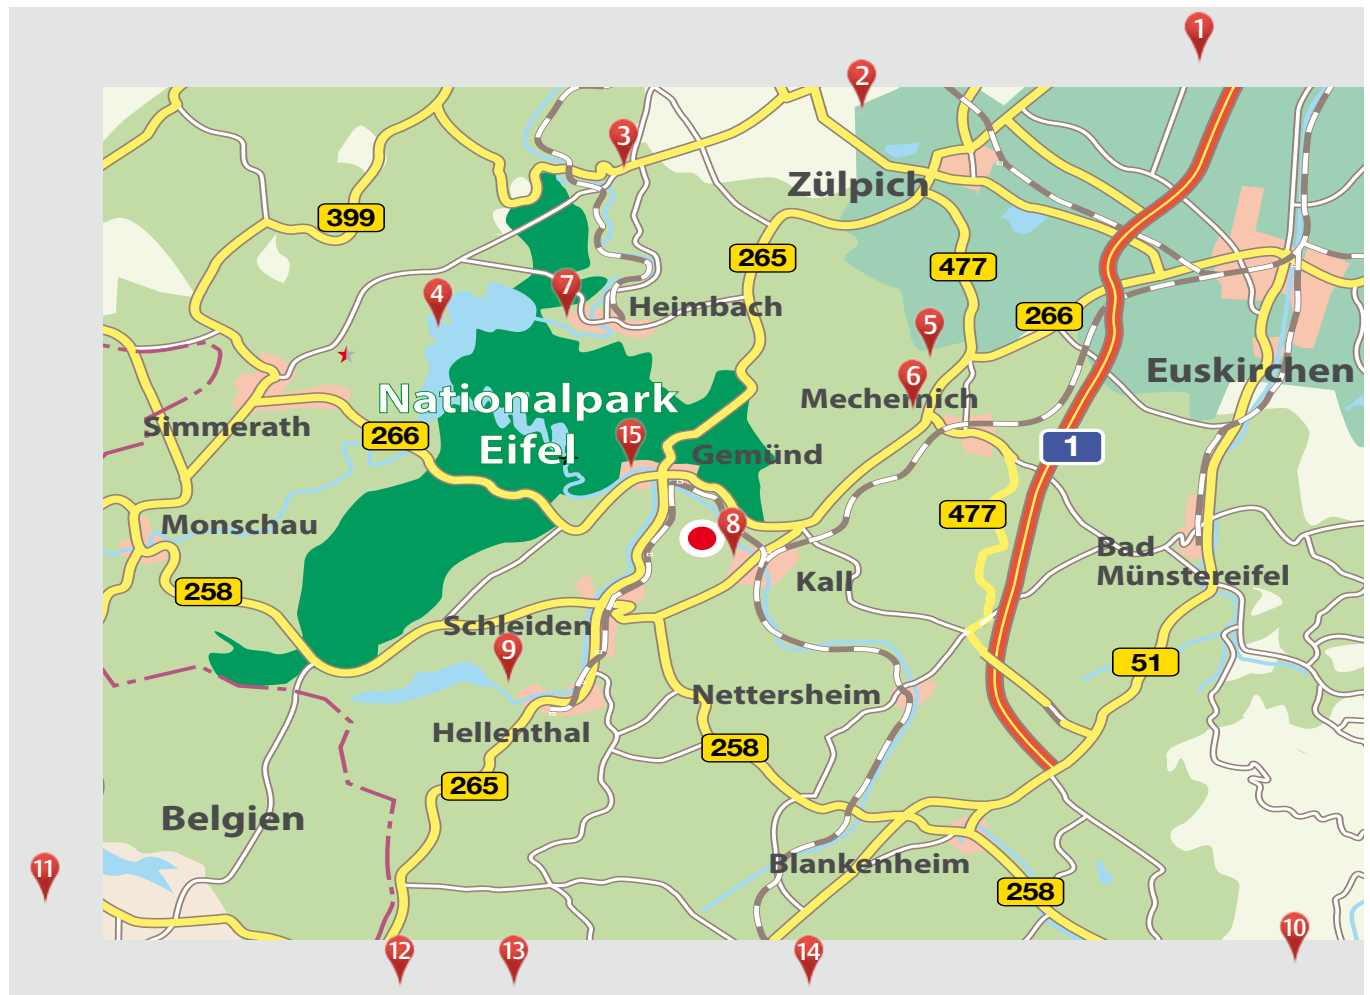 1
2
3
Zülpich
399
265
477
4
7
Heimbach
266
5
6
Mechernich
Euskirchen
Nationalpark
Eifel
Simmerath
266
15
Gemünd
1
Monschau
8
477
Bad
Münstereifel
Kall
258
Schleiden
9
51
Nettersheim
Hellenthal
258
265
Belgien
11
Blankenheim
258
10
12
13
14